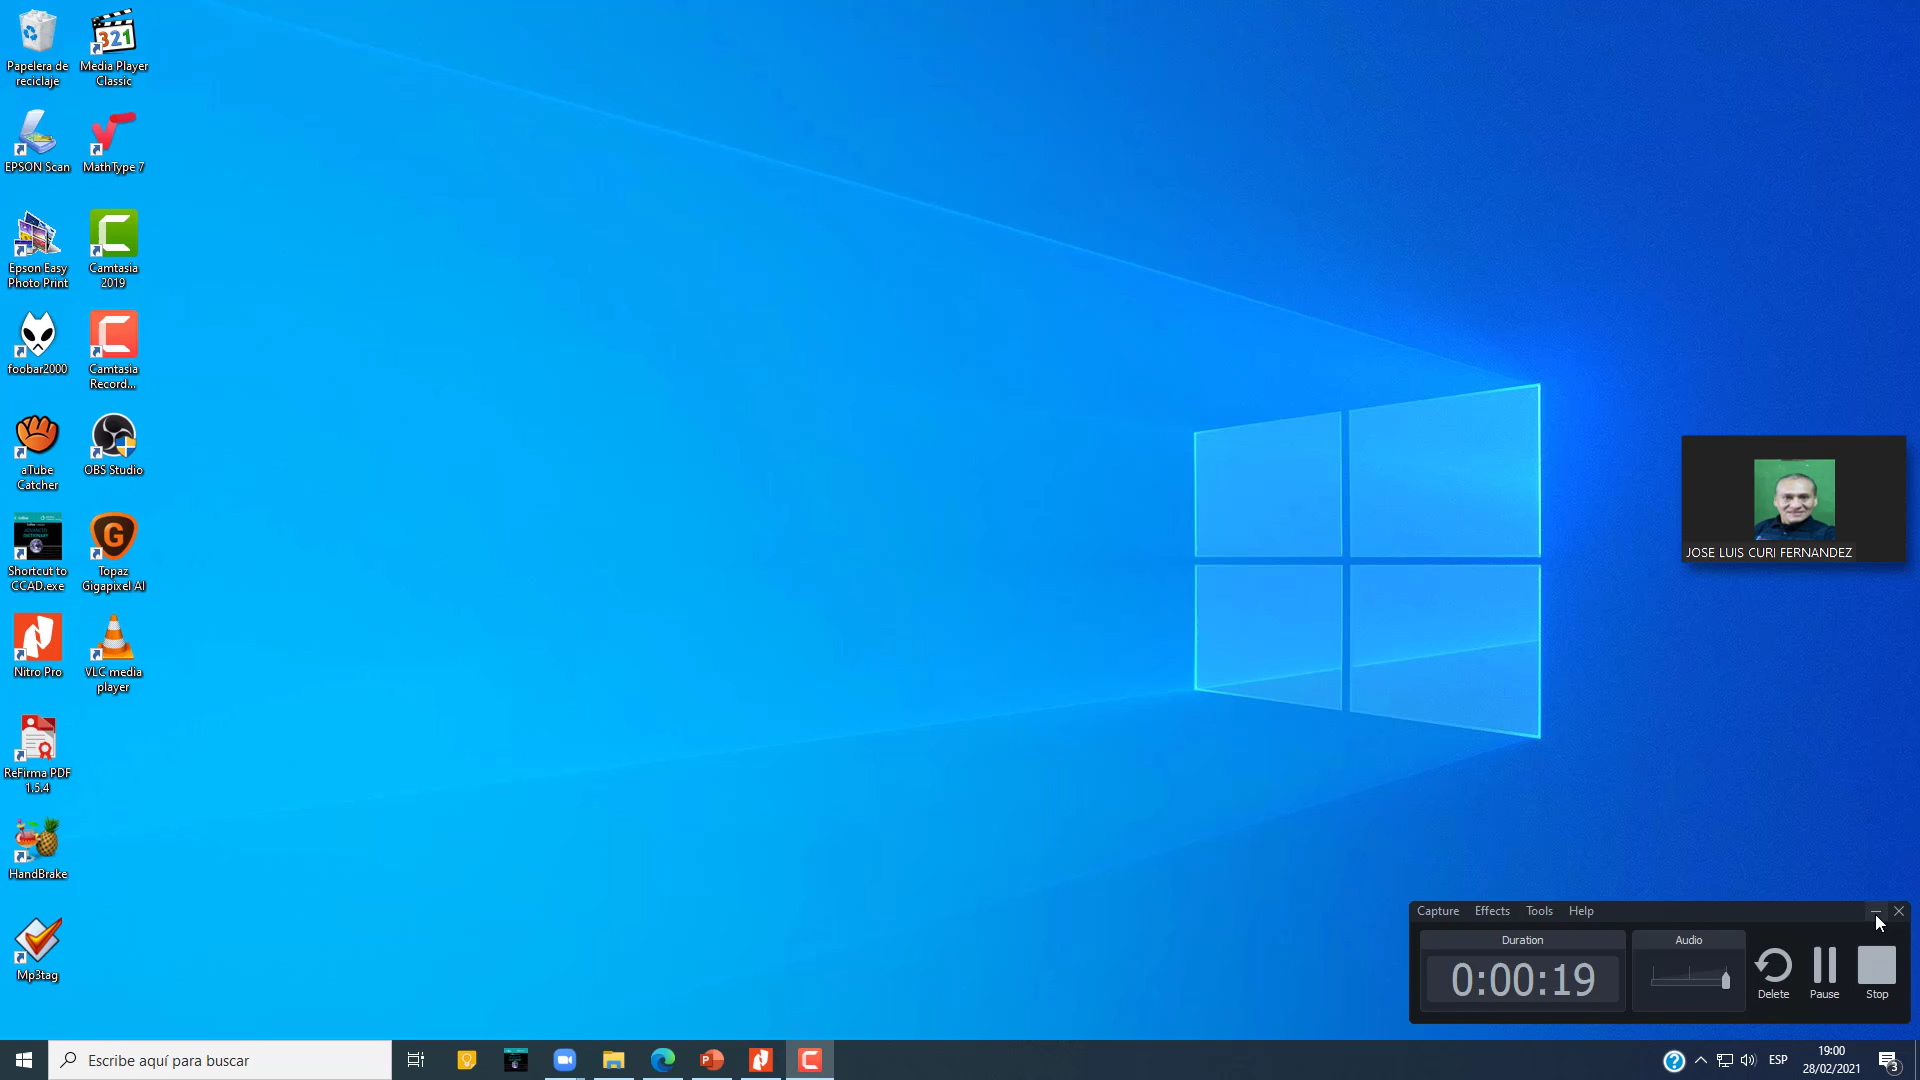 Papelera de
reciclaje
Media Player
Classic
321
EPSON Scan
MathType 7
Epson Easy
Photo Print
Camtasia
2019
foobar2000
Camtasia
Record...
aTube
Catcher
OBS Studio
Shortcut to
CCAD.exe
Topaz
Gigapixel AI
Nitro Pro
VLC media
player
ReFirma PDF
1.5.4
HandBrake
Mp3tag
JOSE LUIS CURI FERNANDEZ
Capture Effects Tools Help
Duration
Audio
0:00:19
Delete
Pause
Stop
Escribe aquí para buscar
ESP
19:00
28/02/2021
3